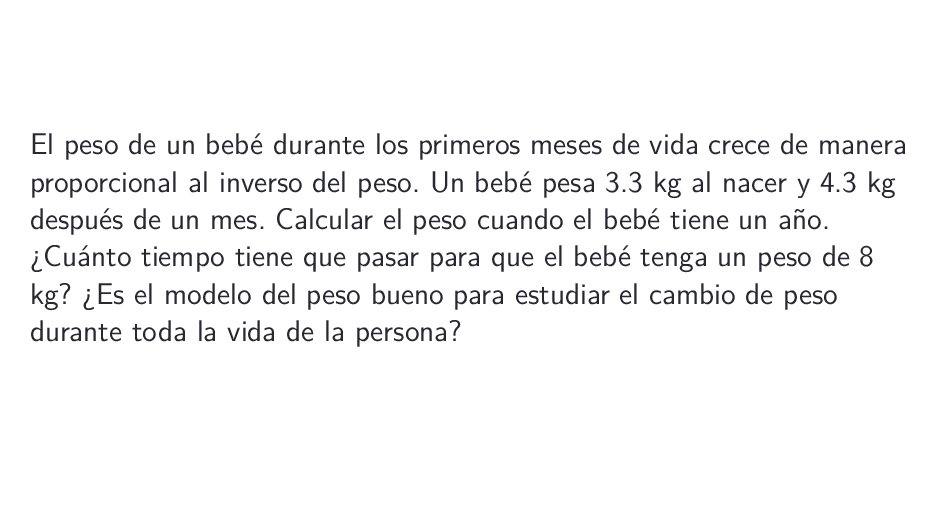 El peso de un bebé durante los primeros meses de vida crece de manera
proporcional al inverso del peso. Un bebé pesa 3.3 kg al nacer y 4.3 kg
después de un mes. Calcular el peso cuando el bebé tiene un año.
¿Cuánto tiempo tiene que pasar para que el bebé tenga un peso de 8
kg? ¿Es el modelo del peso bueno para estudiar el cambio de peso
durante toda la vida de la persona?